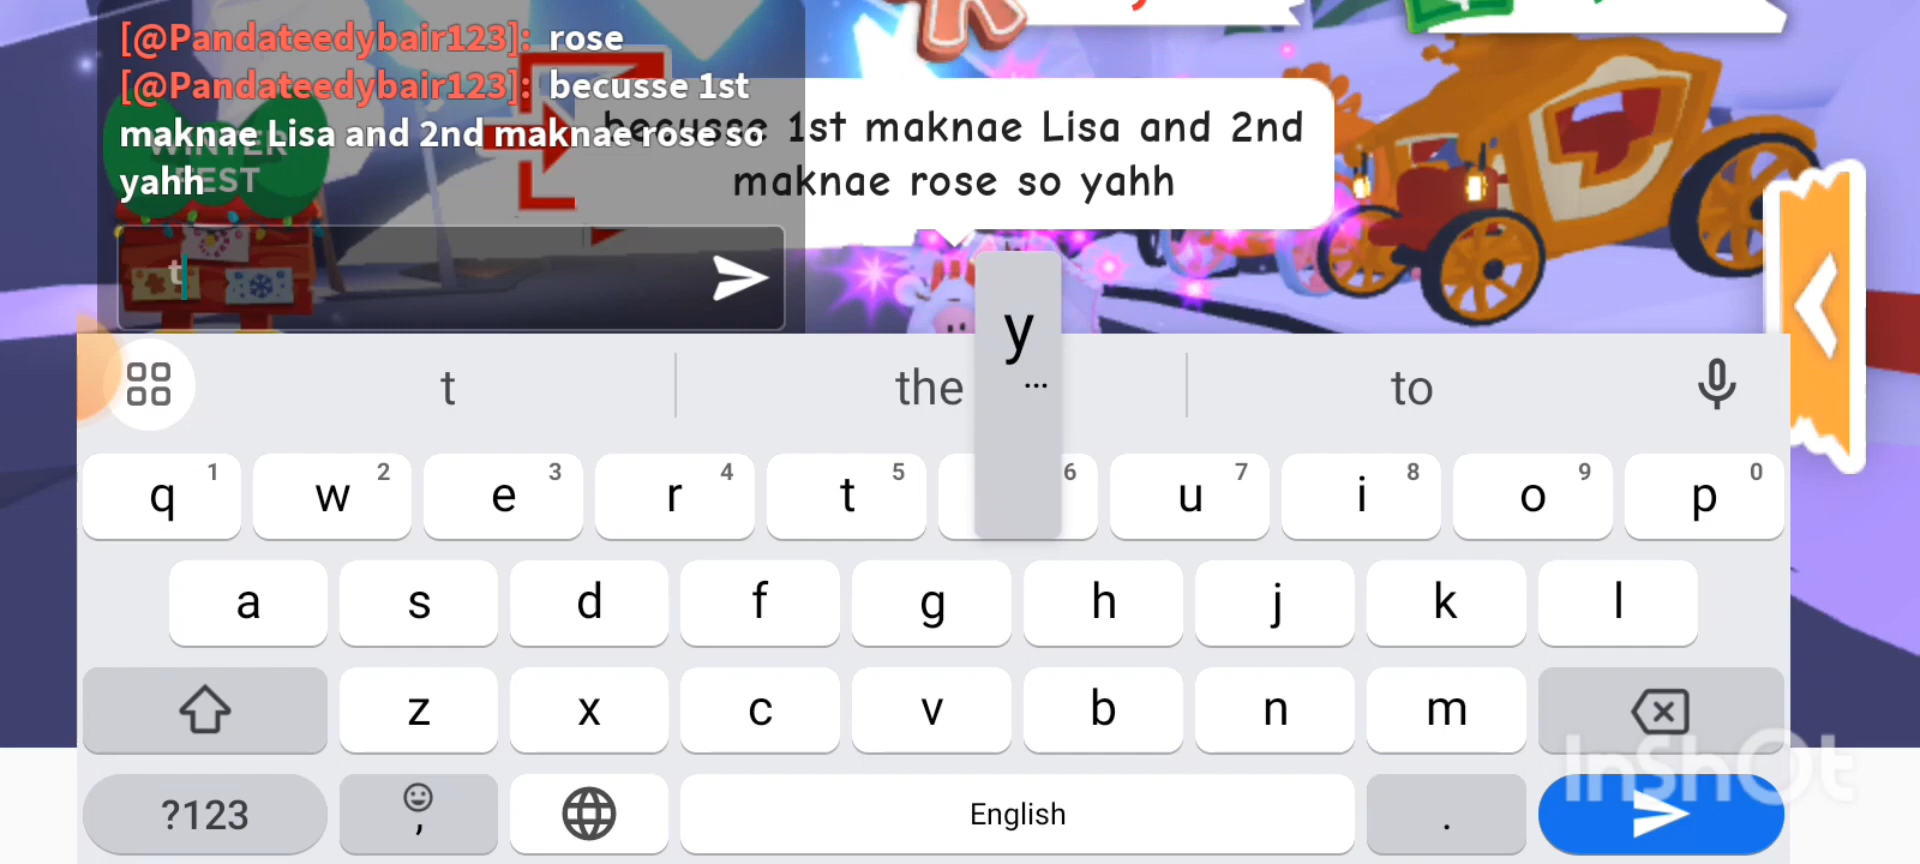 [@Pandateedybair123]: rose
[@Pandateedybair123]: becusse 1st
maknae Lisa and 2nd maknae rose so
yahh
becusse 1st maknae Lisa and 2nd
maknae rose so yahh
WINTER
FEST
t
y
...
t
the
to
q 1 w 2 e 3 r 4 t 5 6 u 7 i 8 o 9 p 0
a s d f g h j k l
z x c v b n m
?123 , English .
InShOt